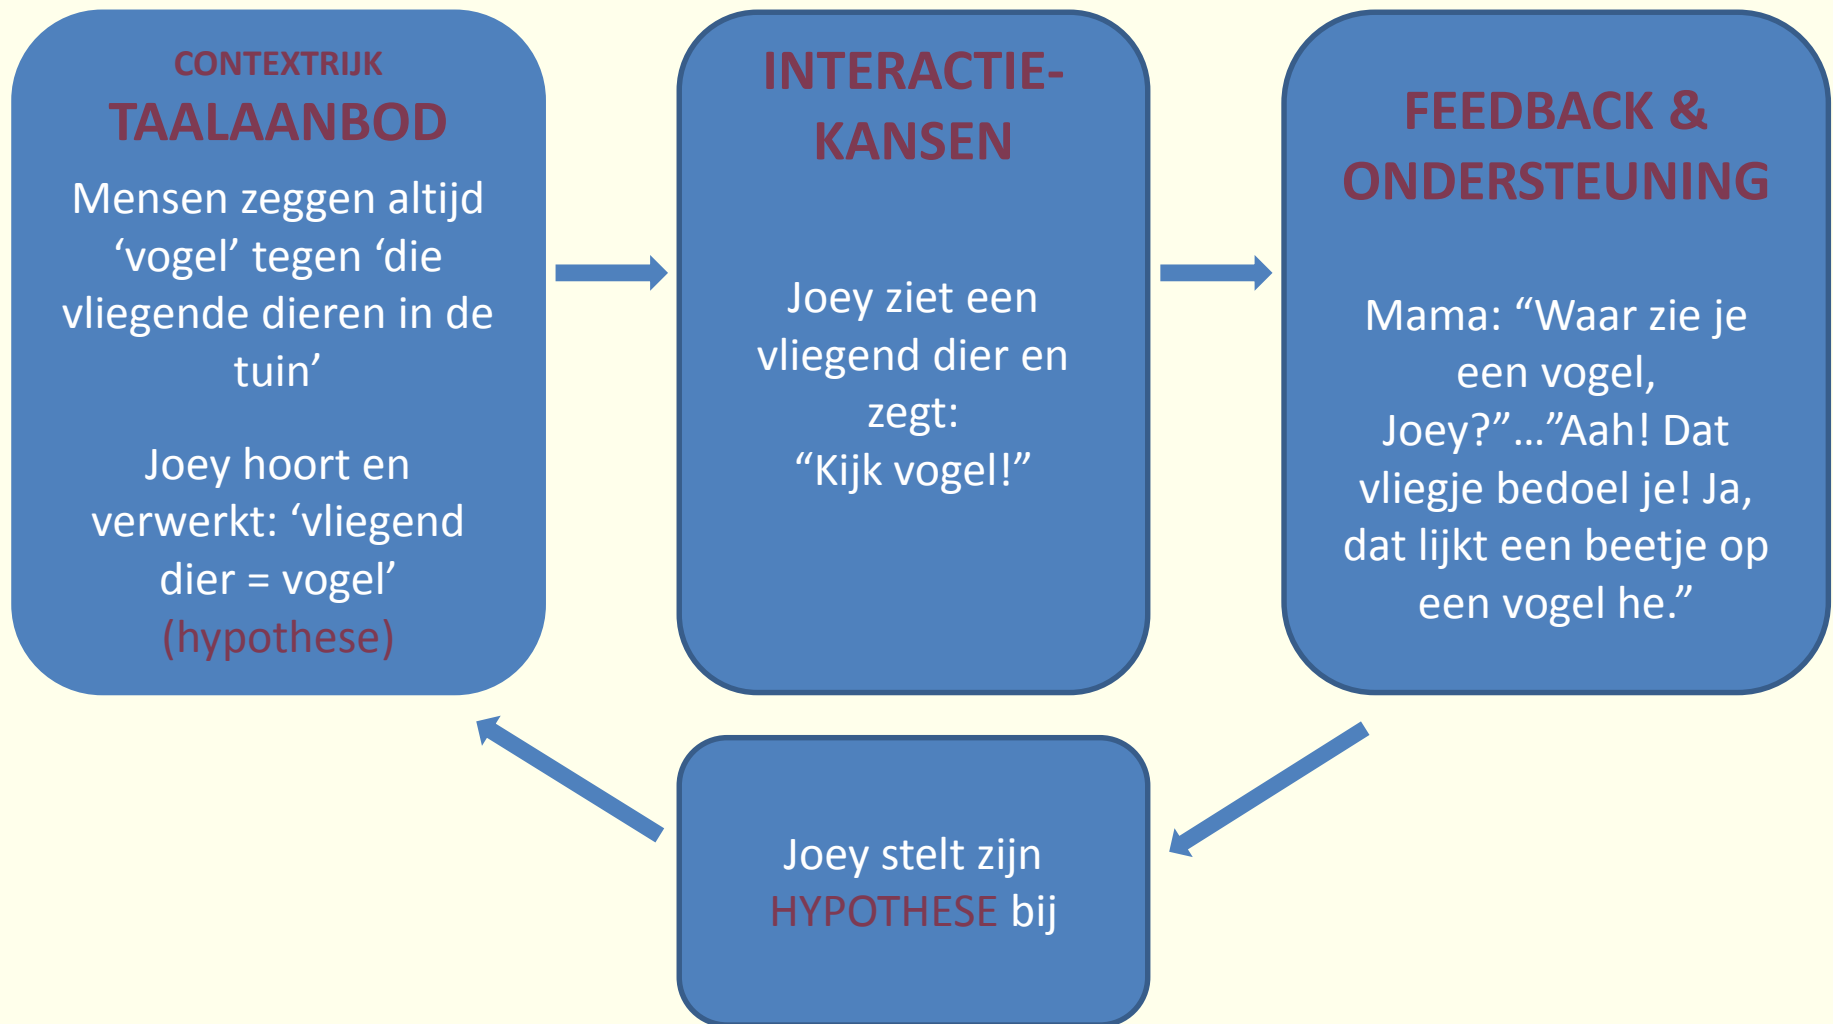 CONTEXTRIJK
TAALAANBOD
Mensen zeggen altijd
‘vogel’ tegen ‘die
vliegende dieren in de
tuin’
Joey hoort en
verwerkt: ‘vliegend
dier = vogel’
(hypothese)
INTERACTIE-
KANSEN
Joey ziet een
vliegend dier en
zegt:
“Kijk vogel!”
FEEDBACK &
ONDERSTEUNING
Mama: “Waar zie je
een vogel,
Joey?”…”Aah! Dat
vliegje bedoel je! Ja,
dat lijkt een beetje op
een vogel he.”
Joey stelt zijn
HYPOTHESE bij